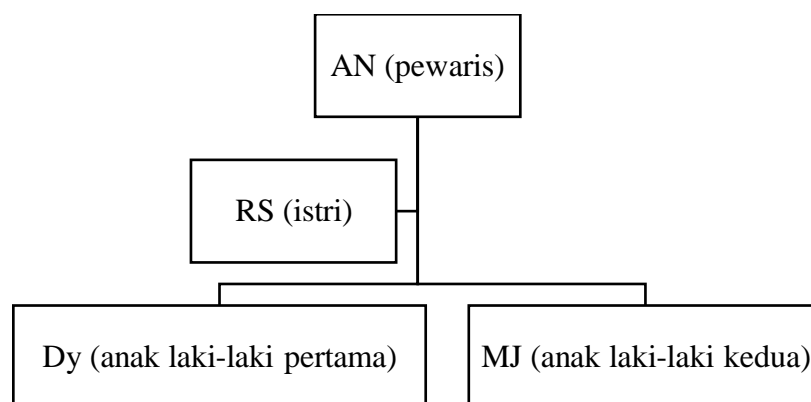 AN (pewaris)
RS (istri)
Dy (anak laki-laki pertama)
MJ (anak laki-laki kedua)